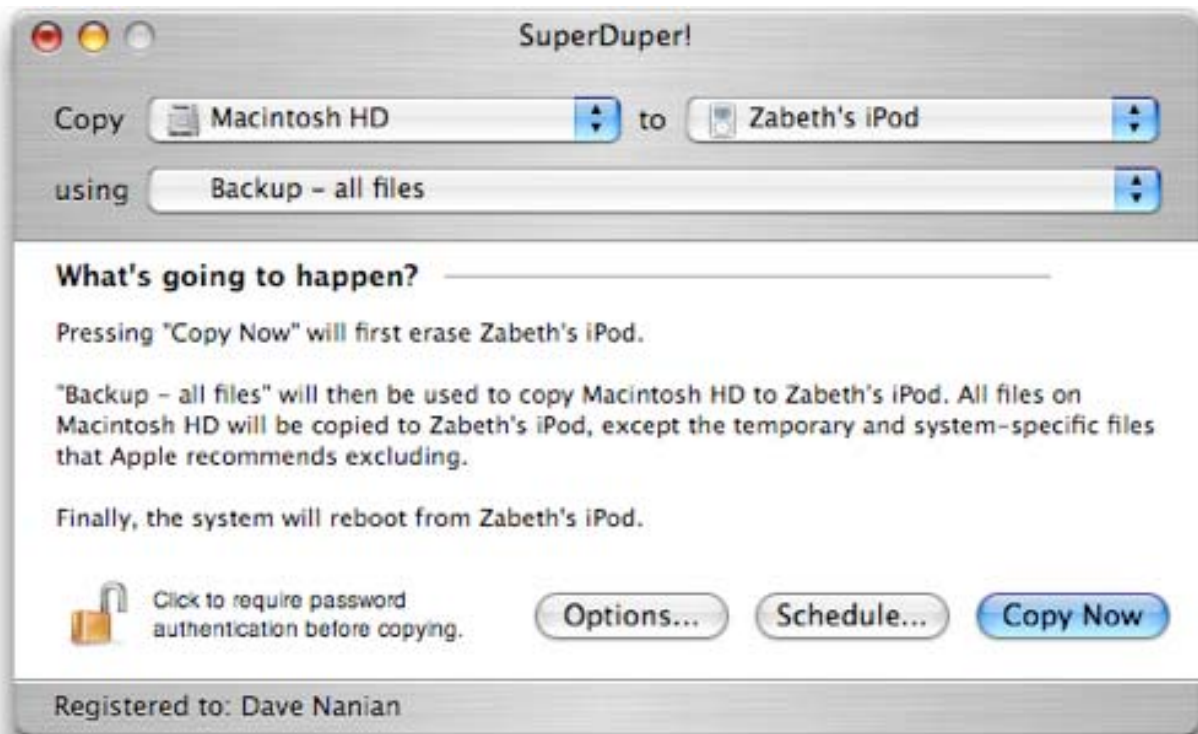 SuperDuper!
Copy Macintosh HD to Zabeth's iPod
using Backup – all files
What's going to happen?
Pressing "Copy Now" will first erase Zabeth's iPod.
"Backup – all files" will then be used to copy Macintosh HD to Zabeth's iPod. All files on
Macintosh HD will be copied to Zabeth's iPod, except the temporary and system-specific files
that Apple recommends excluding.
Finally, the system will reboot from Zabeth's iPod.
Click to require password
authentication before copying.
Options... Schedule... Copy Now
Registered to: Dave Nanian